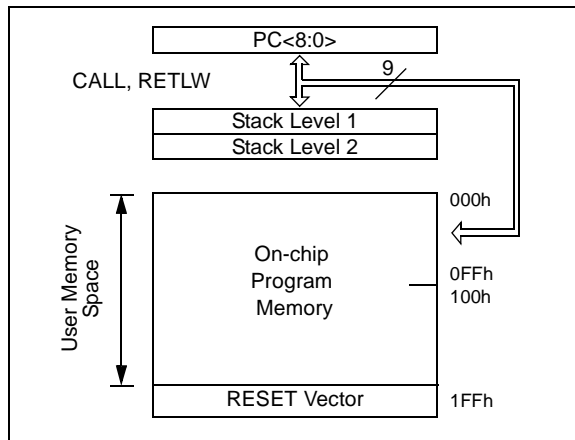 PC<8:0>
CALL, RETLW
9
Stack Level 1
Stack Level 2
000h
User Memory
Space
On-chip
Program
Memory
0FFh
100h
RESET Vector
1FFh